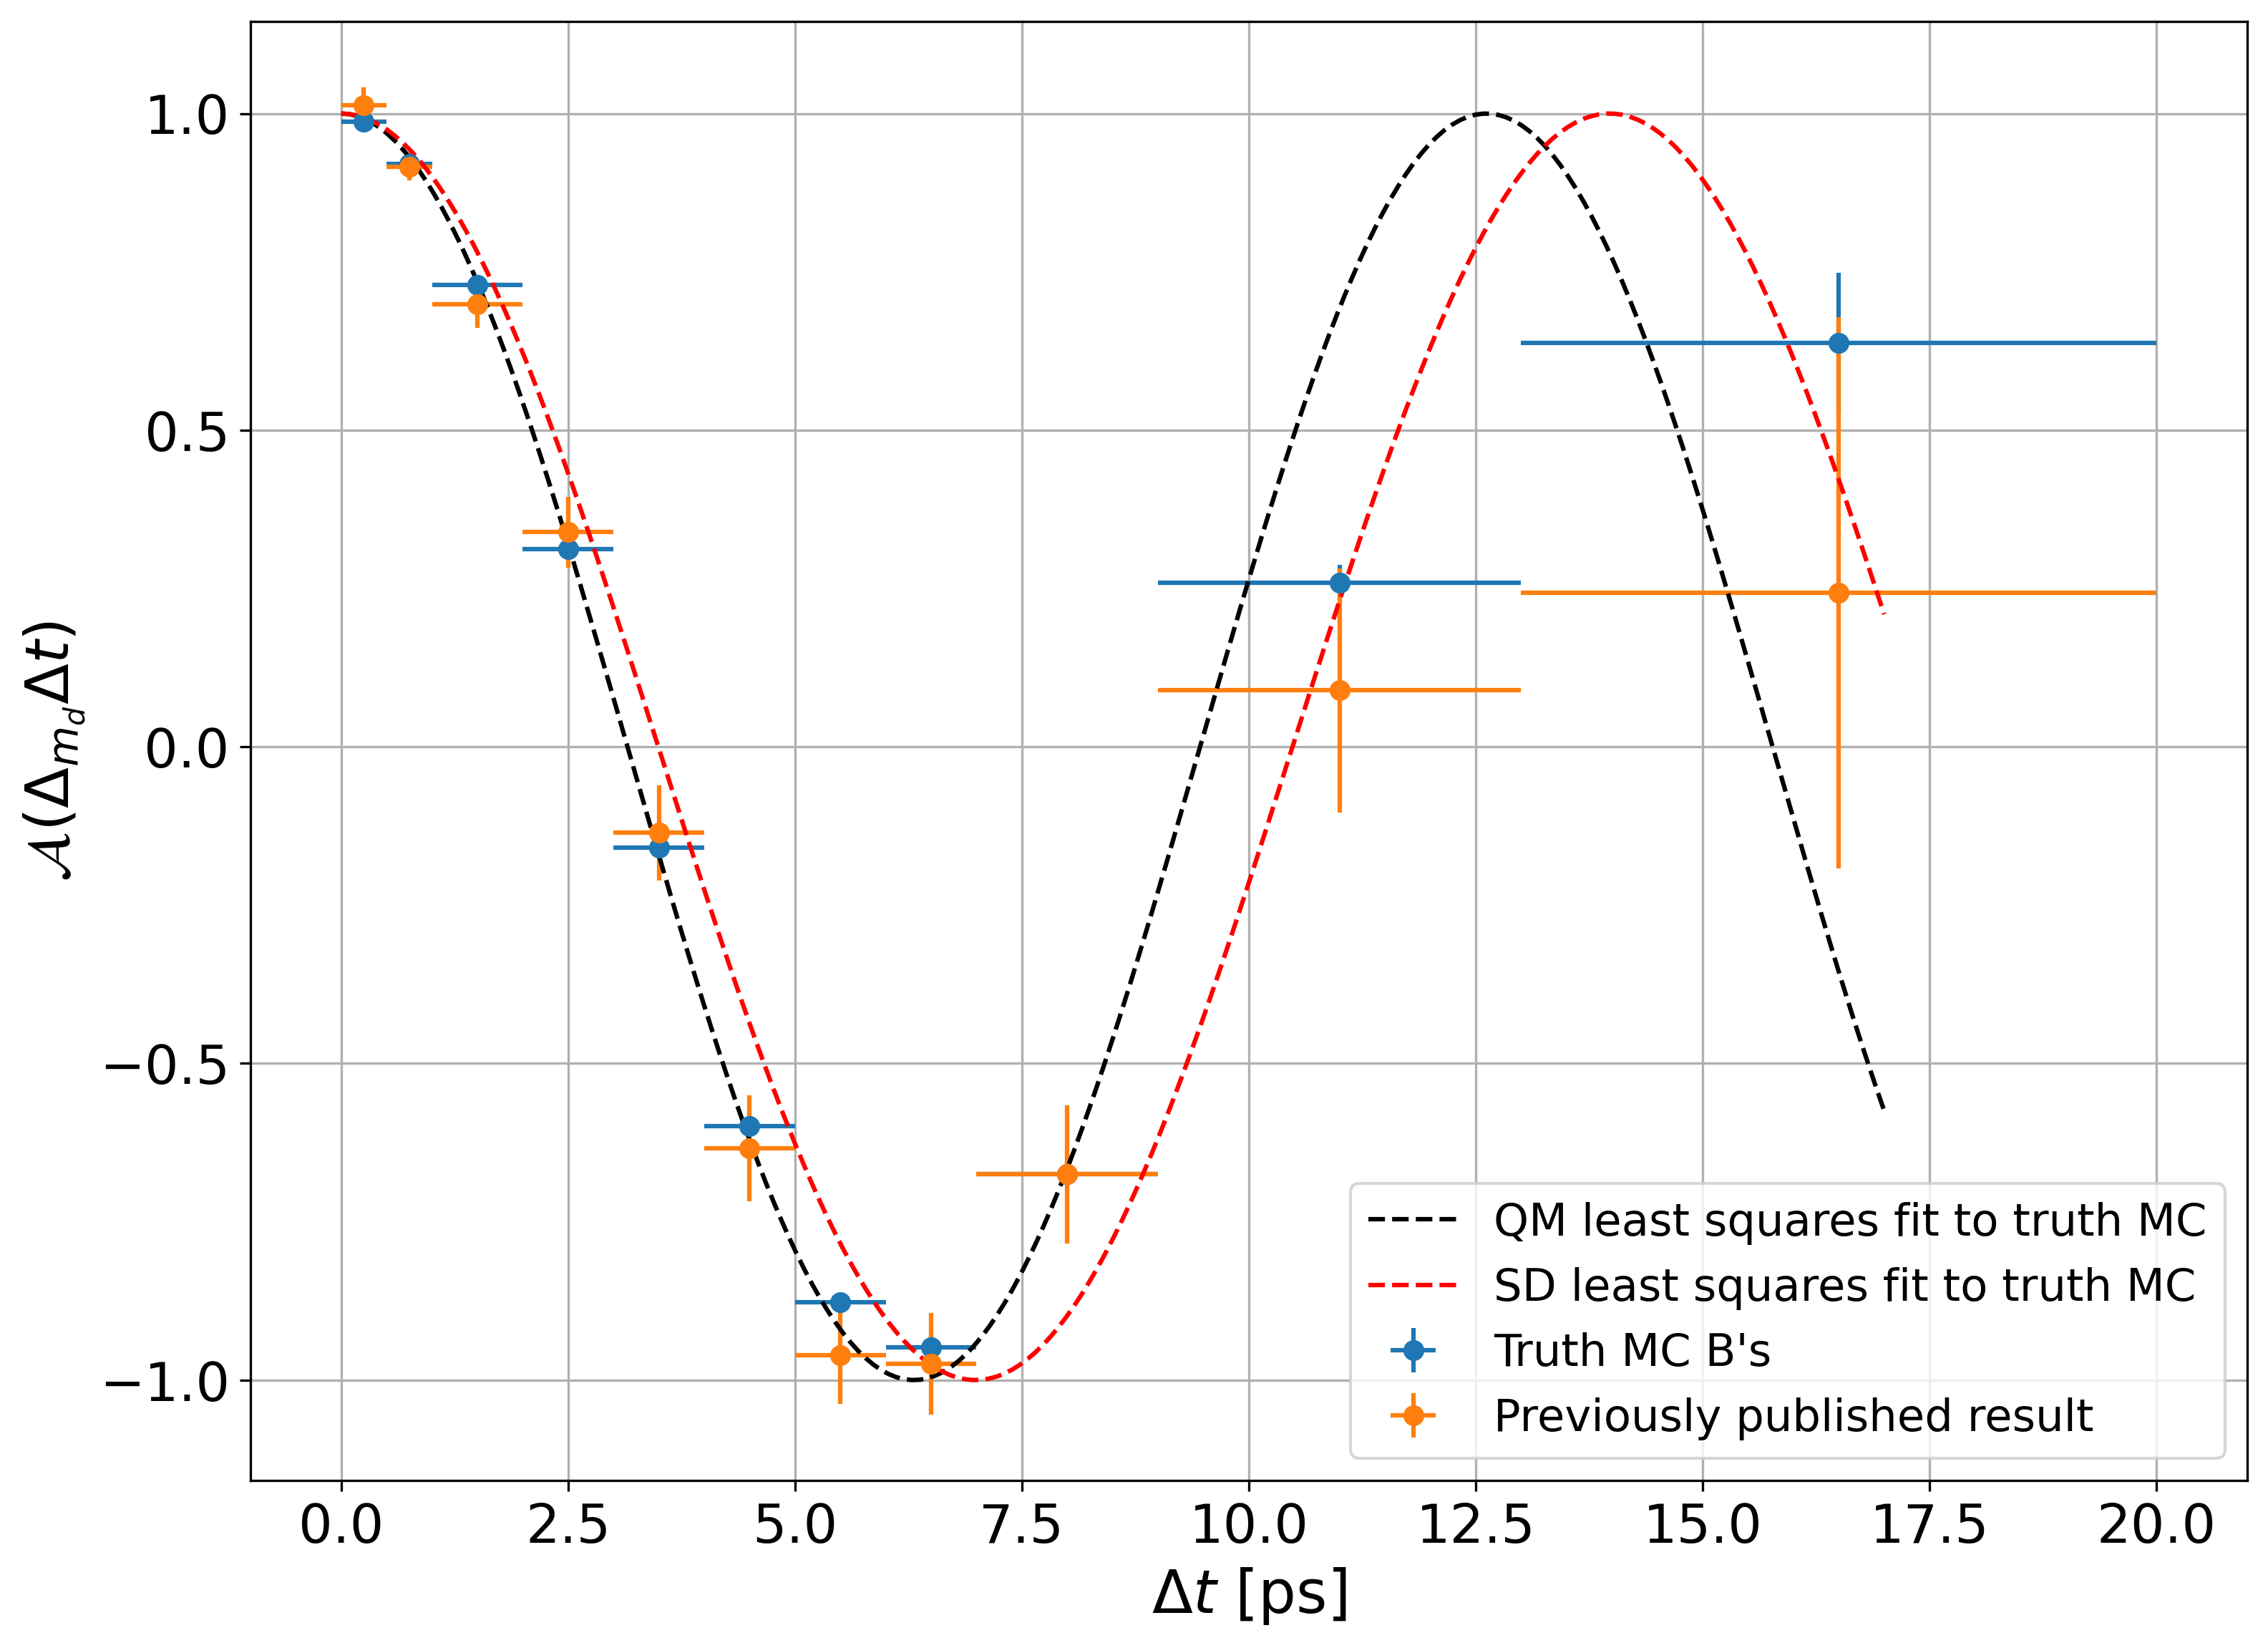 1.0
0.5
0.0
−0.5
−1.0
𝒜(Δ_{m_d}Δt)
0.0 2.5 5.0 7.5 10.0 12.5 15.0 17.5 20.0
Δt [ps]
QM least squares fit to truth MC
SD least squares fit to truth MC
Truth MC B's
Previously published result